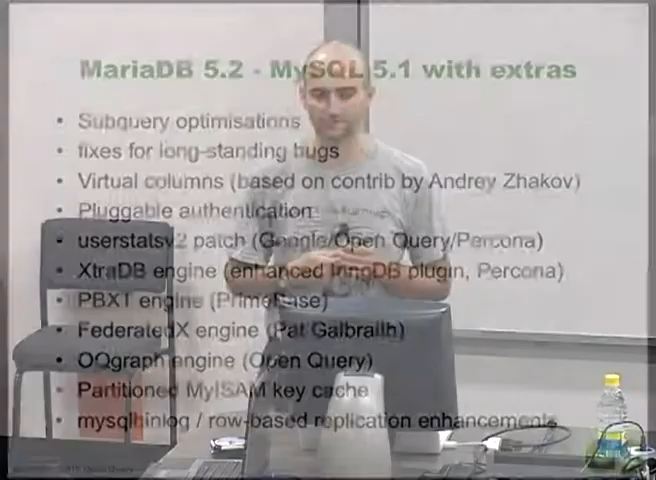 MariaDB 5.2 - MySQL 5.1 with extras
• Subquery optimisations
• fixes for long-standing bugs
• Virtual columns (based on contrib by Andrey Zhakov)
• Pluggable authentication
• userstatsv2 patch (Google/Open Query/Percona)
• XtraDB engine (enhanced InnoDB plugin, Percona)
• PBXT engine (PrimeBase)
• FederatedX engine (Pat Galbraith)
• OQgraph engine (Open Query)
• Partitioned MyISAM key cache
• mysqlbinlog / row-based replication enhancements